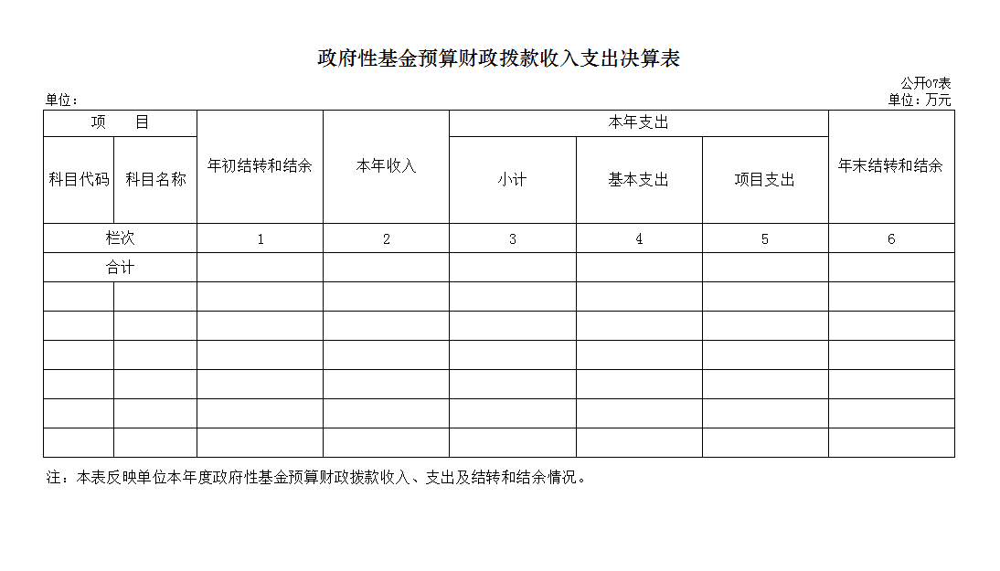 政府性基金预算财政拨款收入支出决算表
公开07表
单位： 单位：万元
项 目 年初结转和结余 本年收入 本年支出 年末结转和结余
科目代码 科目名称 小计 基本支出 项目支出
栏次 1 2 3 4 5 6
合计
注：本表反映单位本年度政府性基金预算财政拨款收入、支出及结转和结余情况。